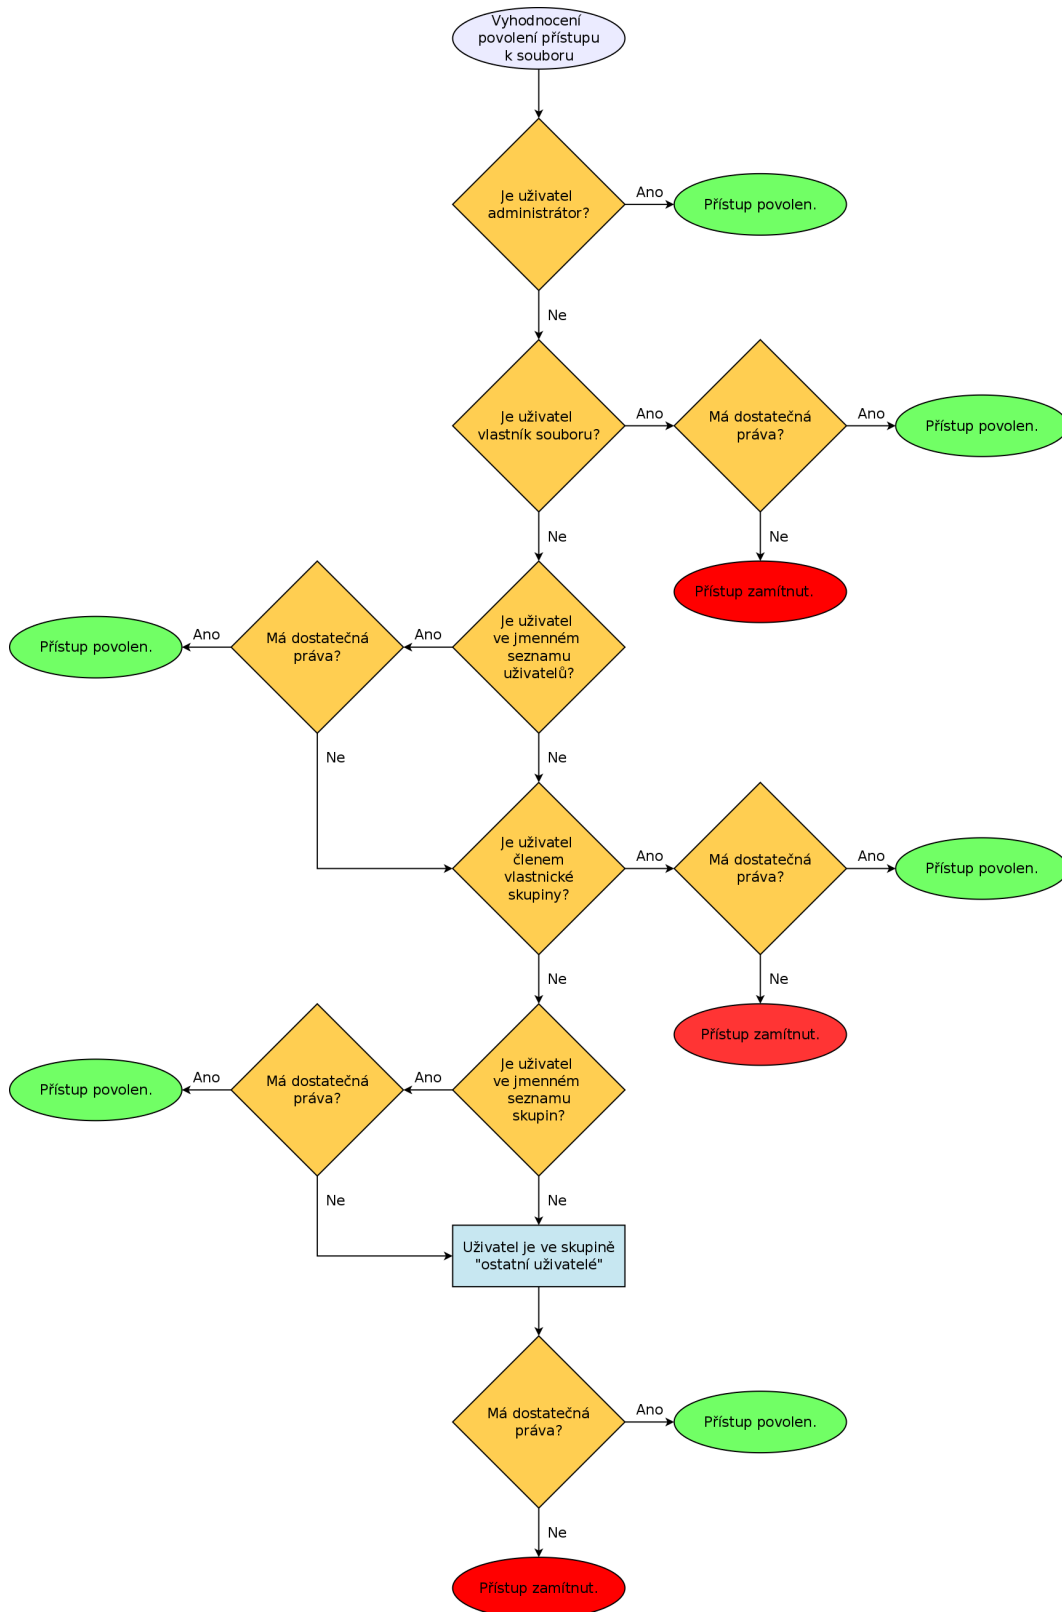 Vyhodnocení
povolení přístupu
k souboru
Je uživatel
administrátor?
Ano
Přístup povolen.
Ne
Je uživatel
vlastník souboru?
Ano
Má dostatečná
práva?
Ano
Přístup povolen.
Ne
Ne
Přístup zamítnut.
Je uživatel
ve jmenném
seznamu
uživatelů?
Ano
Má dostatečná
práva?
Ano
Přístup povolen.
Ne
Ne
Je uživatel
členem
vlastnické
skupiny?
Ano
Má dostatečná
práva?
Ano
Přístup povolen.
Ne
Ne
Přístup zamítnut.
Je uživatel
ve jmenném
seznamu
skupin?
Ano
Má dostatečná
práva?
Ano
Přístup povolen.
Ne
Ne
Uživatel je ve skupině
"ostatní uživatelé"
Má dostatečná
práva?
Ano
Přístup povolen.
Ne
Přístup zamítnut.